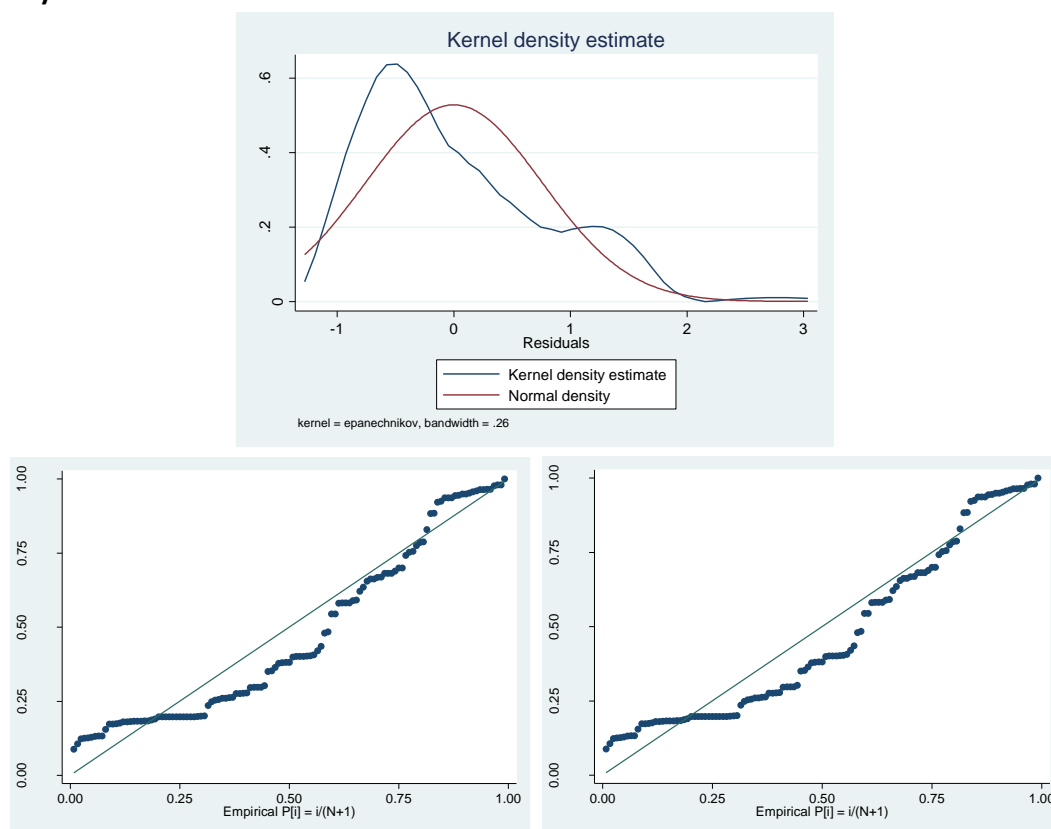 Kernel density estimate
.6
.4
.2
0
-1 0 1 2 3
Residuals
Kernel density estimate
Normal density
kernel = epanechnikov, bandwidth = .26
1.00
0.75
0.50
0.25
0.00
0.00 0.25 0.50 0.75 1.00
Empirical P[i] = i/(N+1)
1.00
0.75
0.50
0.25
0.00
0.00 0.25 0.50 0.75 1.00
Empirical P[i] = i/(N+1)